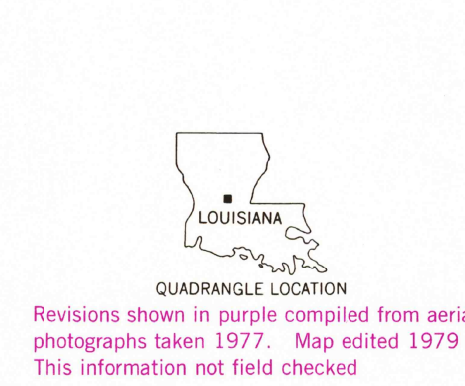 LOUISIANA
QUADRANGLE LOCATION
Revisions shown in purple compiled from aeria
photographs taken 1977. Map edited 1979
This information not field checked